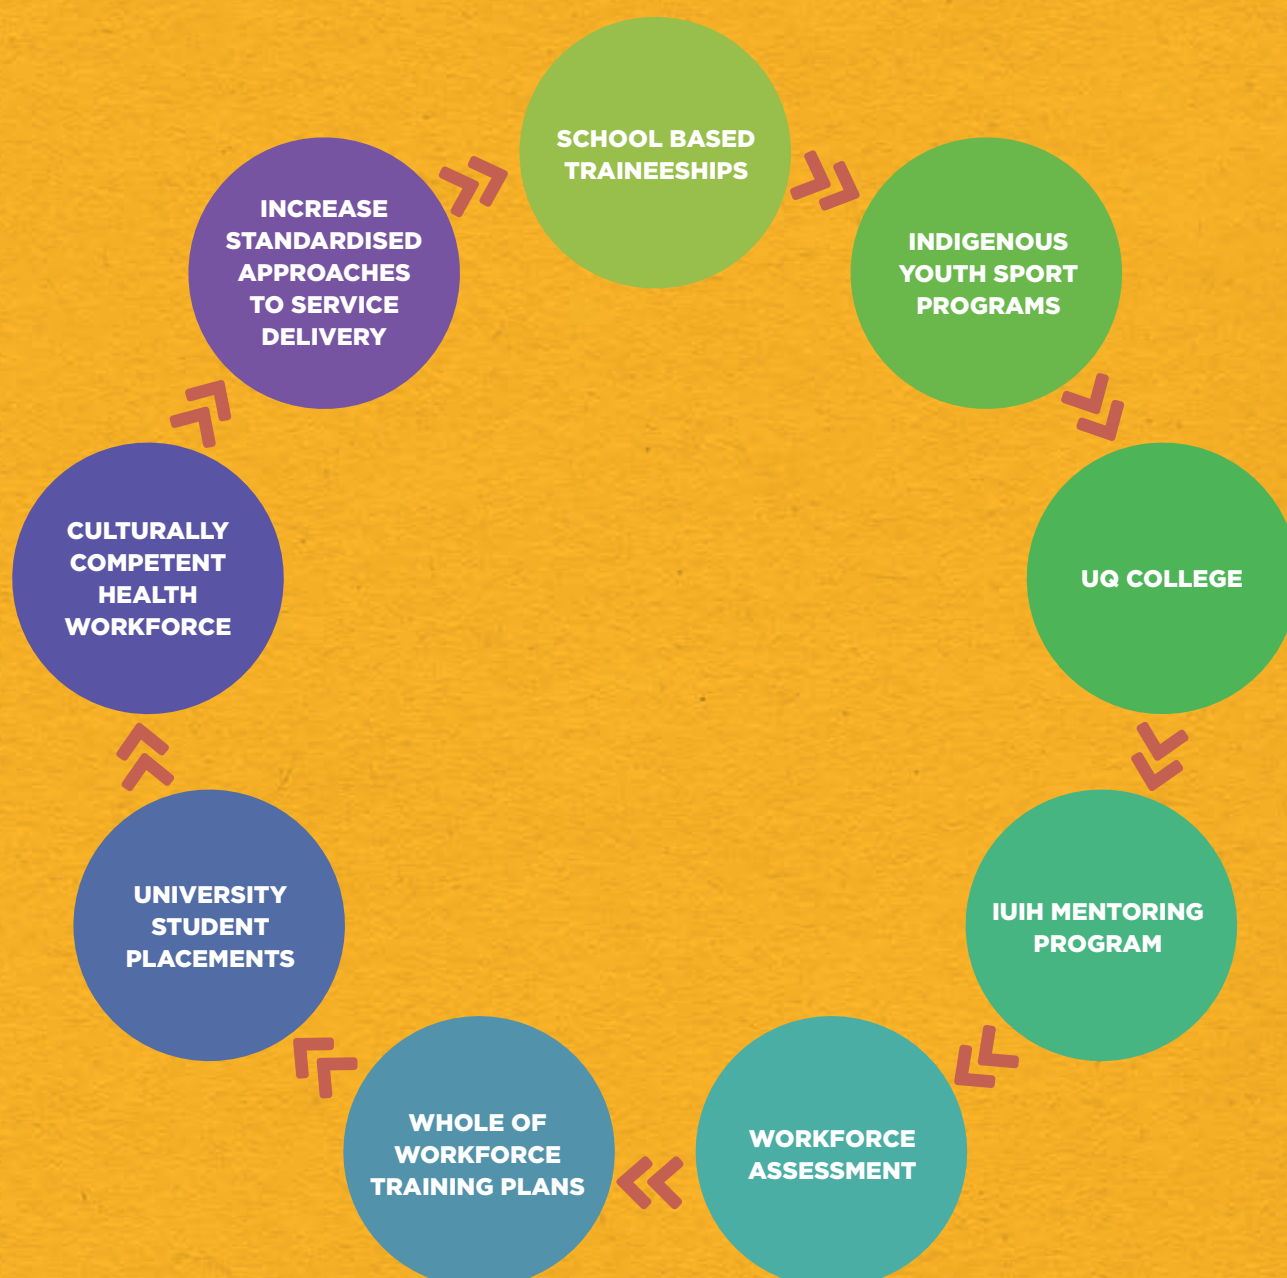 SCHOOL BASED
TRAINEESHIPS
INDIGENOUS
YOUTH SPORT
PROGRAMS
UQ COLLEGE
IUIH MENTORING
PROGRAM
WORKFORCE
ASSESSMENT
WHOLE OF
WORKFORCE
TRAINING PLANS
UNIVERSITY
STUDENT
PLACEMENTS
CULTURALLY
COMPETENT
HEALTH
WORKFORCE
INCREASE
STANDARDISED
APPROACHES
TO SERVICE
DELIVERY